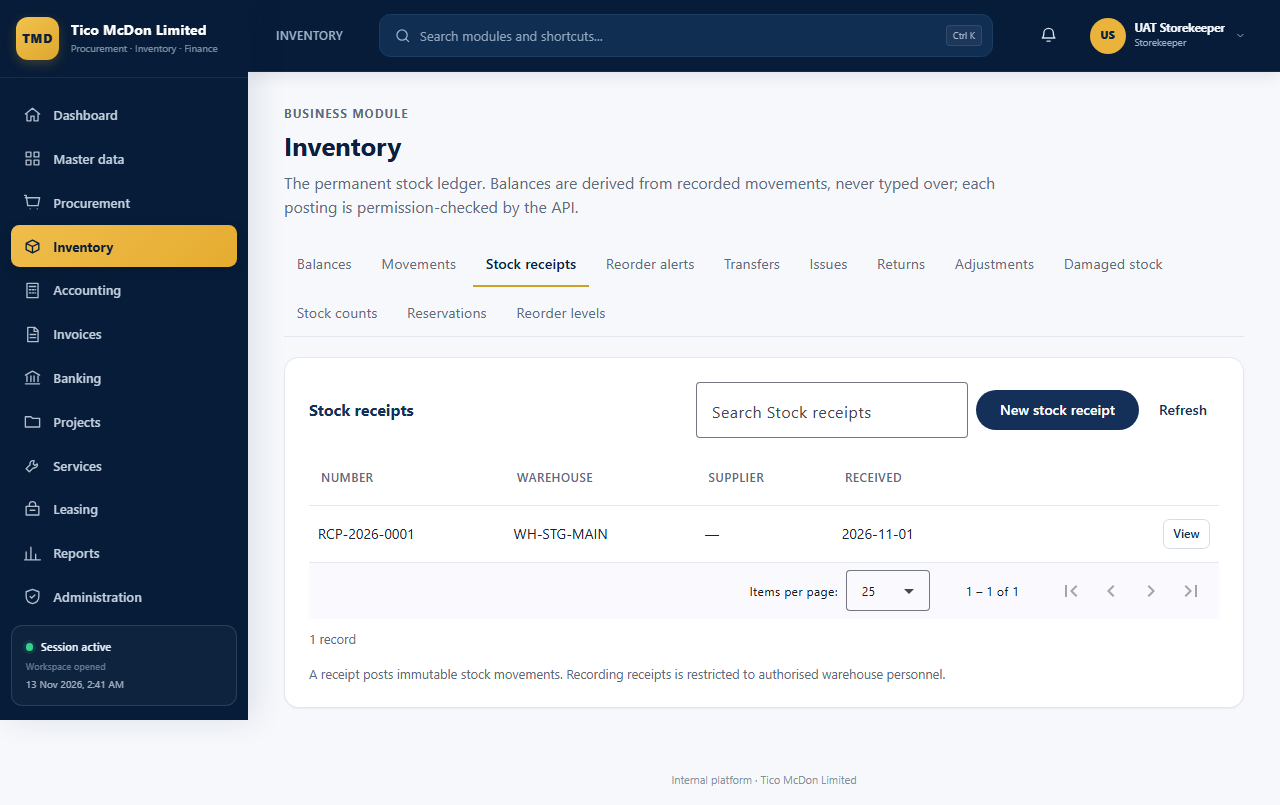 TMD
Tico McDon Limited
Procurement · Inventory · Finance
INVENTORY
Search modules and shortcuts...
Ctrl K
US
UAT Storekeeper
Storekeeper
Dashboard
Master data
Procurement
Inventory
Accounting
Invoices
Banking
Projects
Services
Leasing
Reports
Administration
Session active
Workspace opened
13 Nov 2026, 2:41 AM
BUSINESS MODULE
Inventory
The permanent stock ledger. Balances are derived from recorded movements, never typed over; each
posting is permission-checked by the API.
Balances Movements Stock receipts Reorder alerts Transfers Issues Returns Adjustments Damaged stock
Stock counts Reservations Reorder levels
Stock receipts
Search Stock receipts
New stock receipt
Refresh
NUMBER WAREHOUSE SUPPLIER RECEIVED
RCP-2026-0001 WH-STG-MAIN — 2026-11-01 View
Items per page: 25 1 – 1 of 1
1 record
A receipt posts immutable stock movements. Recording receipts is restricted to authorised warehouse personnel.
Internal platform · Tico McDon Limited